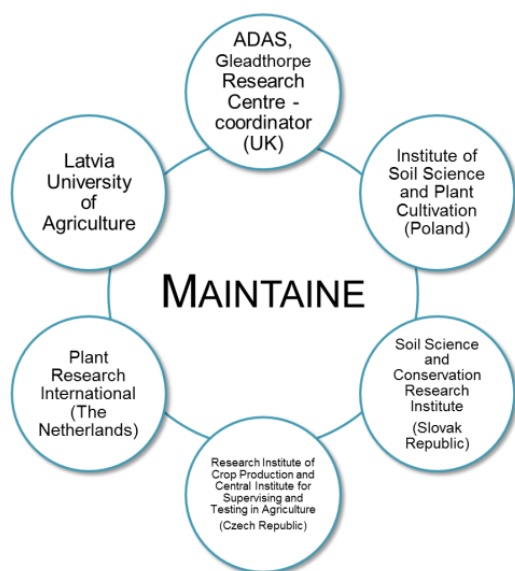 ADAS,
Gleadthorpe
Research
Centre -
coordinator
(UK)
Institute of
Soil Science
and Plant
Cultivation
(Poland)
Soil Science
and
Conservation
Research
Institute
(Slovak
Republic)
Research Institute of
Crop Production and
Central Institute for
Supervising and
Testing in Agriculture
(Czech Republic)
Plant
Research
International
(The
Netherlands)
Latvia
University
of
Agriculture
MAINTAINE